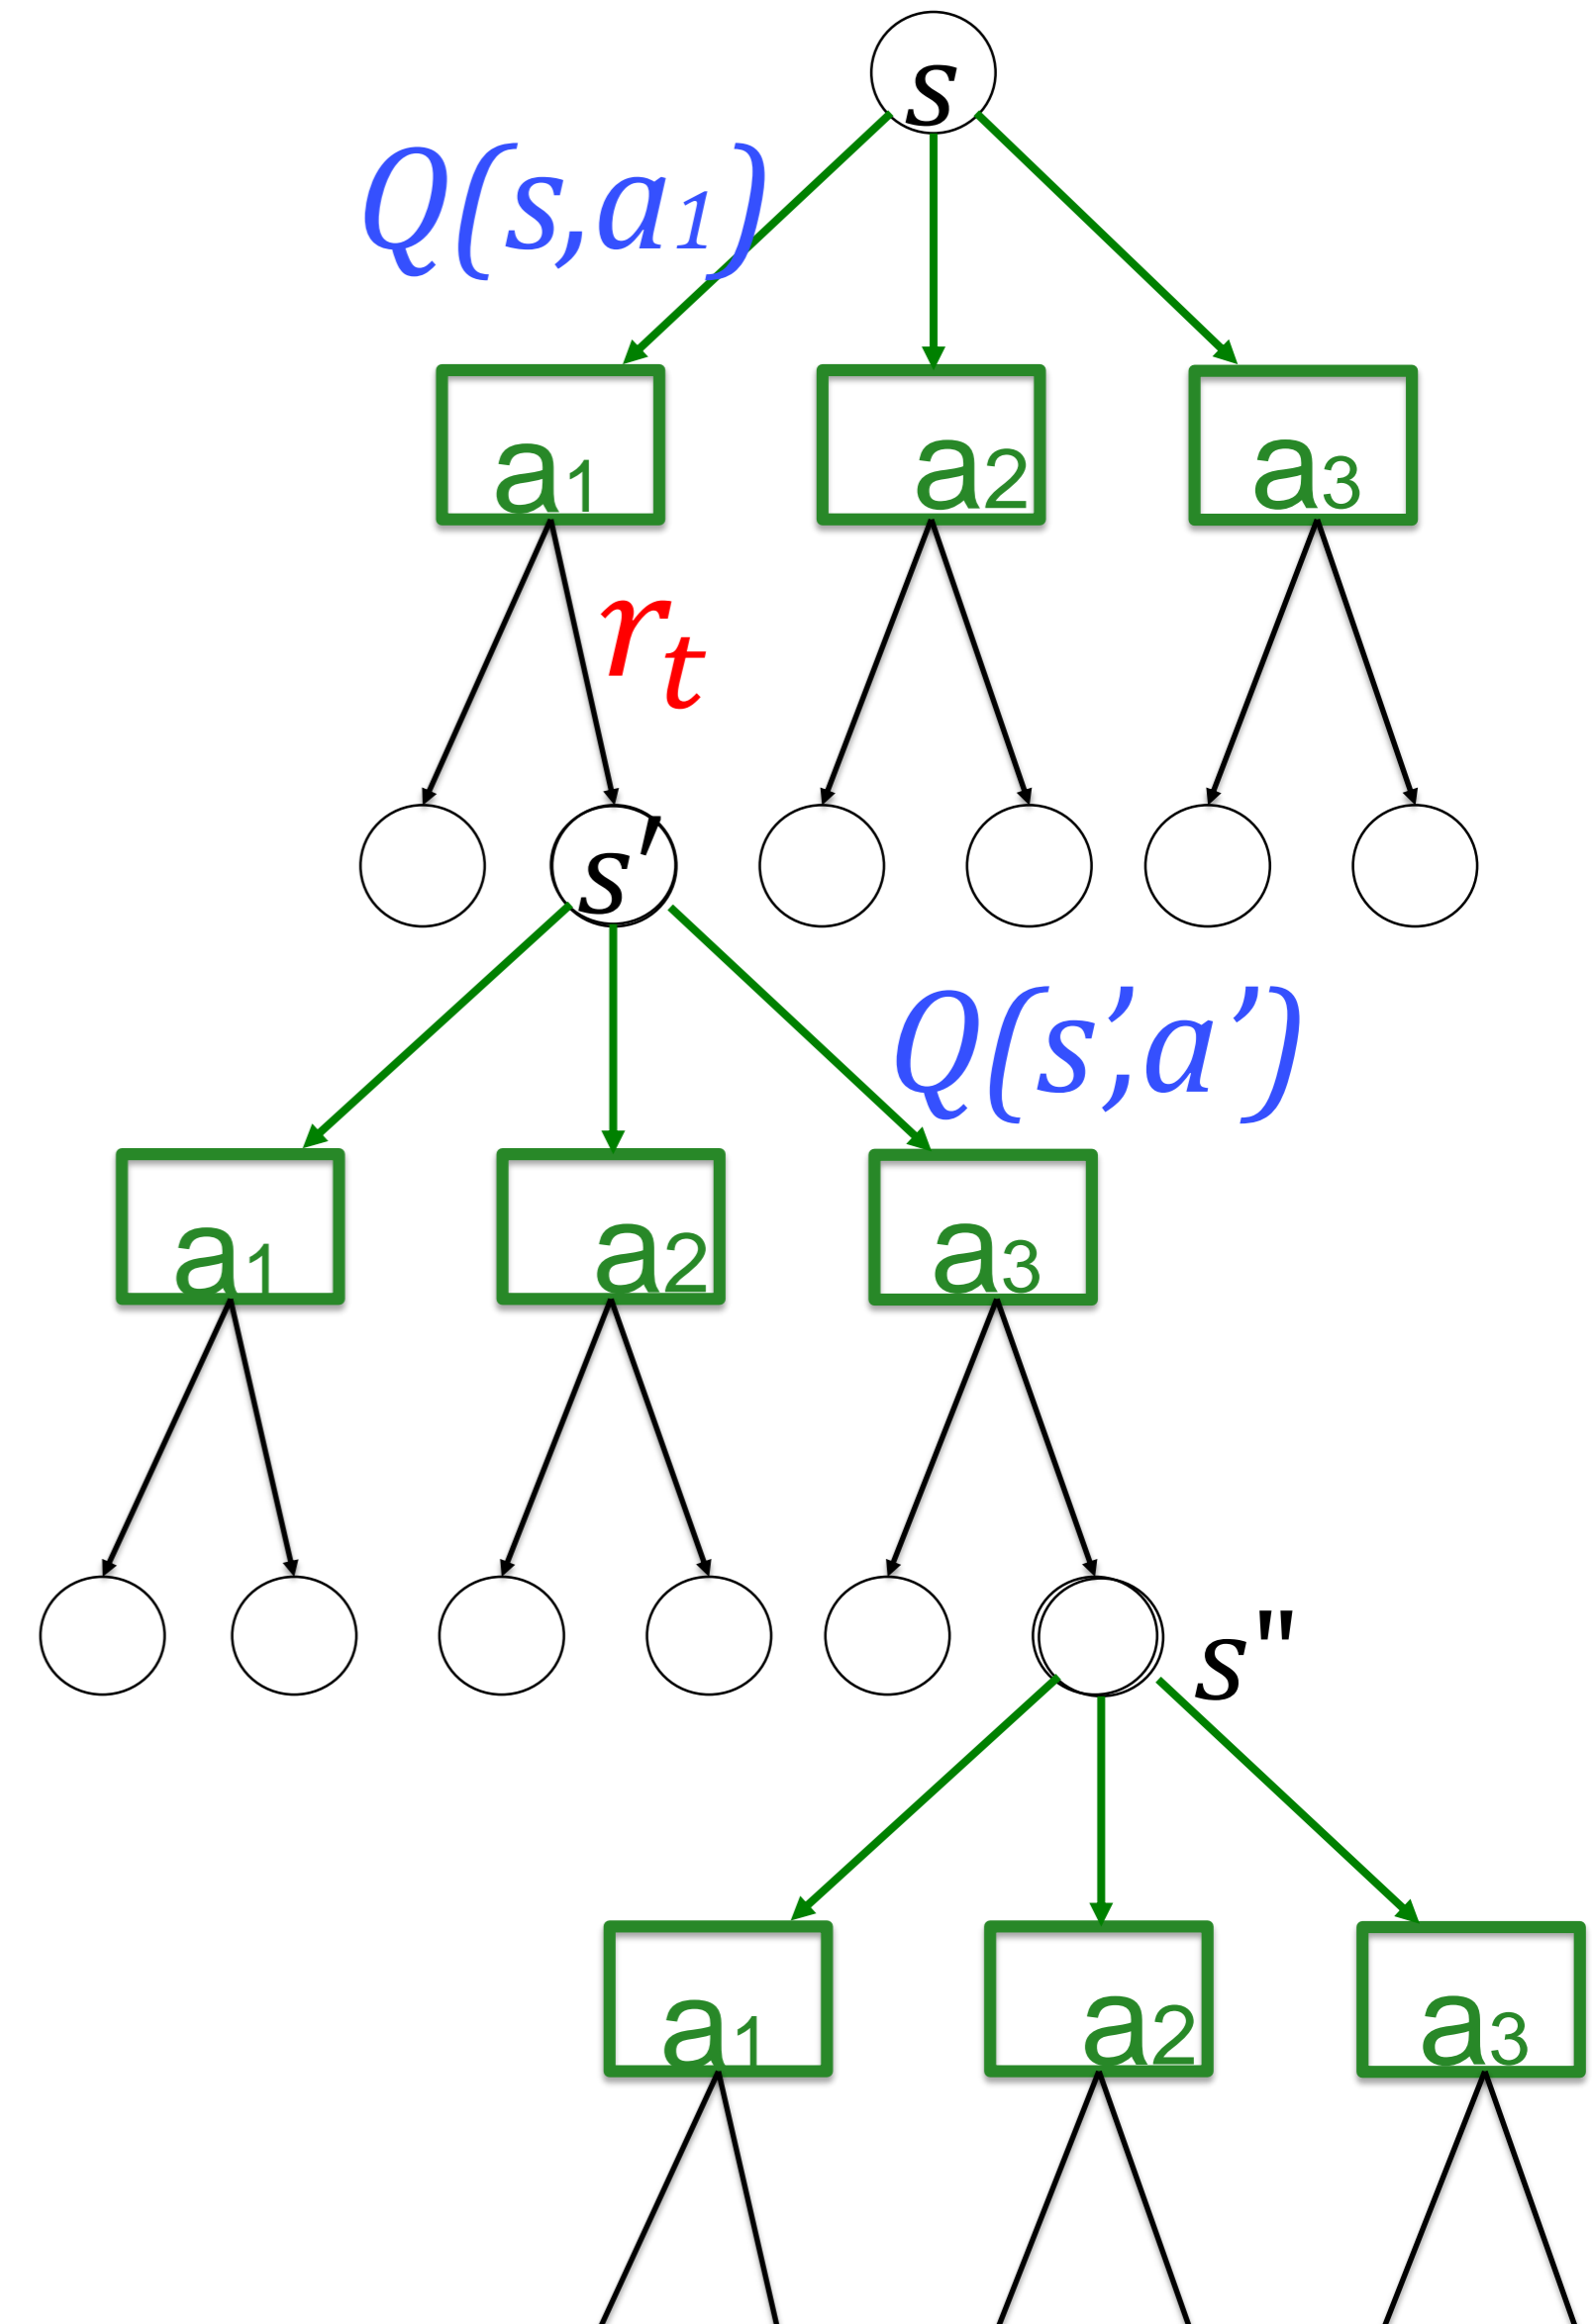 s
Q(s,a1)
a1 a2 a3
rt
s'
Q(s’,a’)
a1 a2 a3
s"
a1 a2 a3